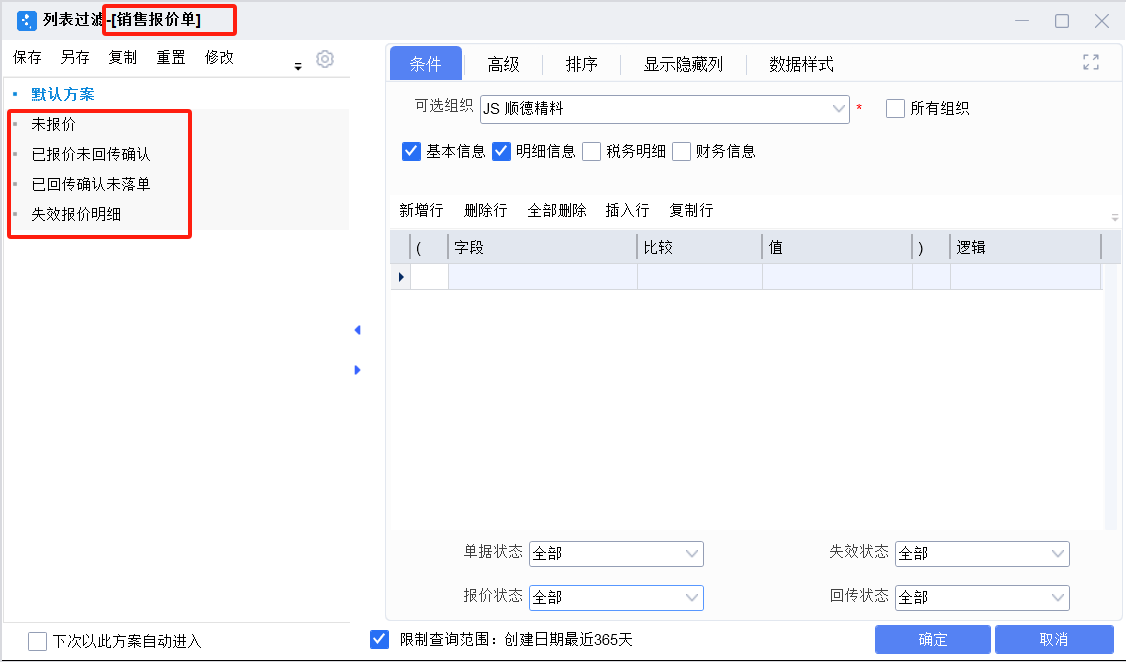 列表过滤-[销售报价单]
保存 另存 复制 重置 修改
默认方案
未报价
已报价未回传确认
已回传确认未落单
失效报价明细
下次以此方案自动进入
条件 高级 排序 显示隐藏列 数据样式
可选组织 JS 顺德精料 * 所有组织
基本信息 明细信息 税务明细 财务信息
新增行 删除行 全部删除 插入行 复制行
( 字段 比较 值 ) 逻辑
单据状态 全部 失效状态 全部
报价状态 全部 回传状态 全部
限制查询范围：创建日期最近365天 确定 取消